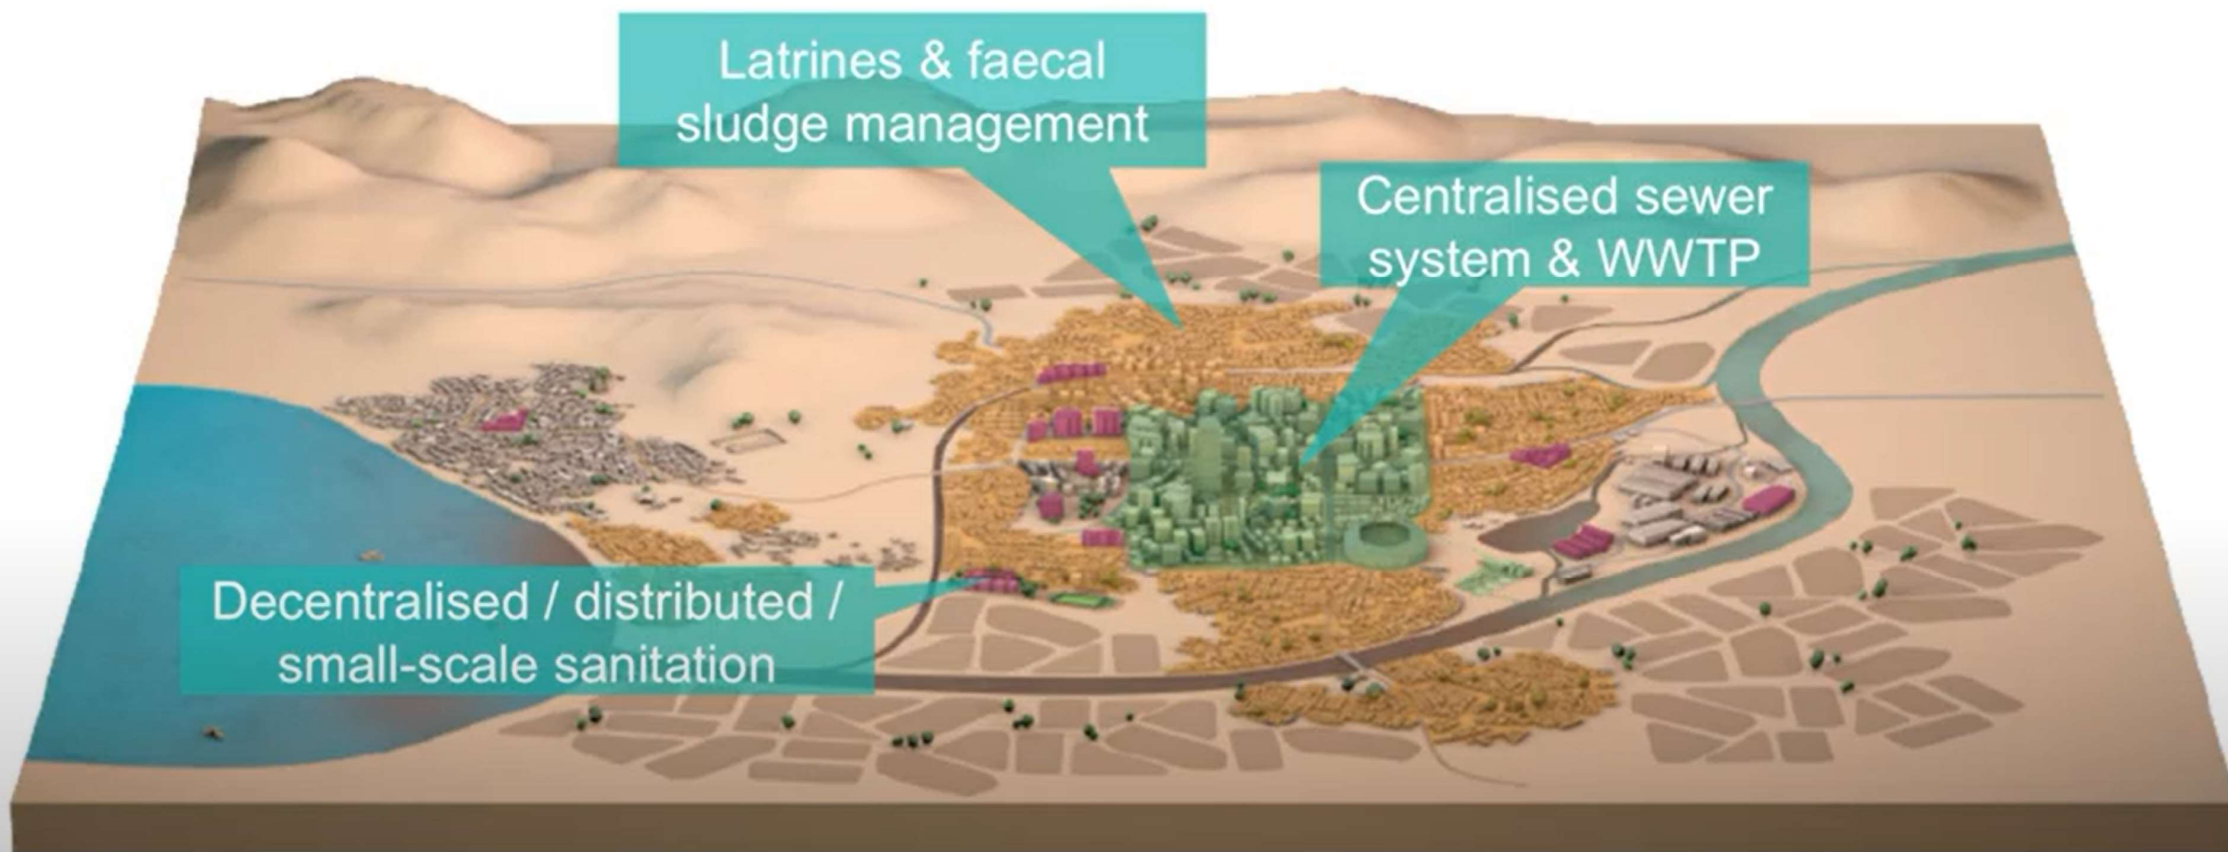 Latrines & faecal
sludge management
Centralised sewer
system & WWTP
Decentralised / distributed /
small-scale sanitation